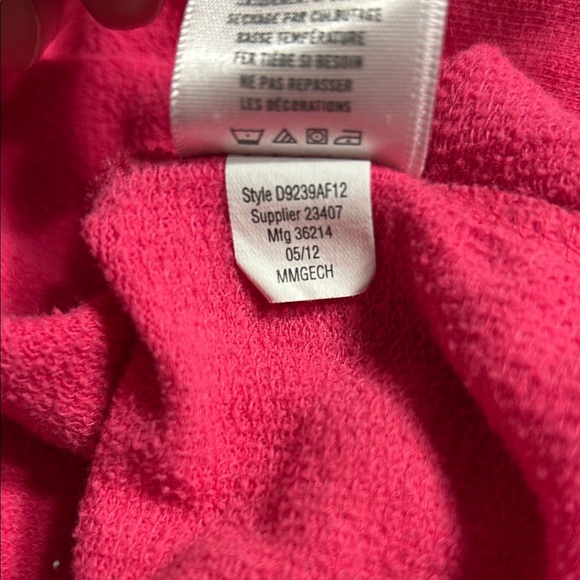 SÉCHAGE PAR CULBUTAGE
BASSE TEMPÉRATURE
FER TIÈDE SI BESOIN
NE PAS REPASSER
LES DÉCORATIONS
Style D9239AF12
Supplier 23407
Mfg 36214
05/12
MMGECH